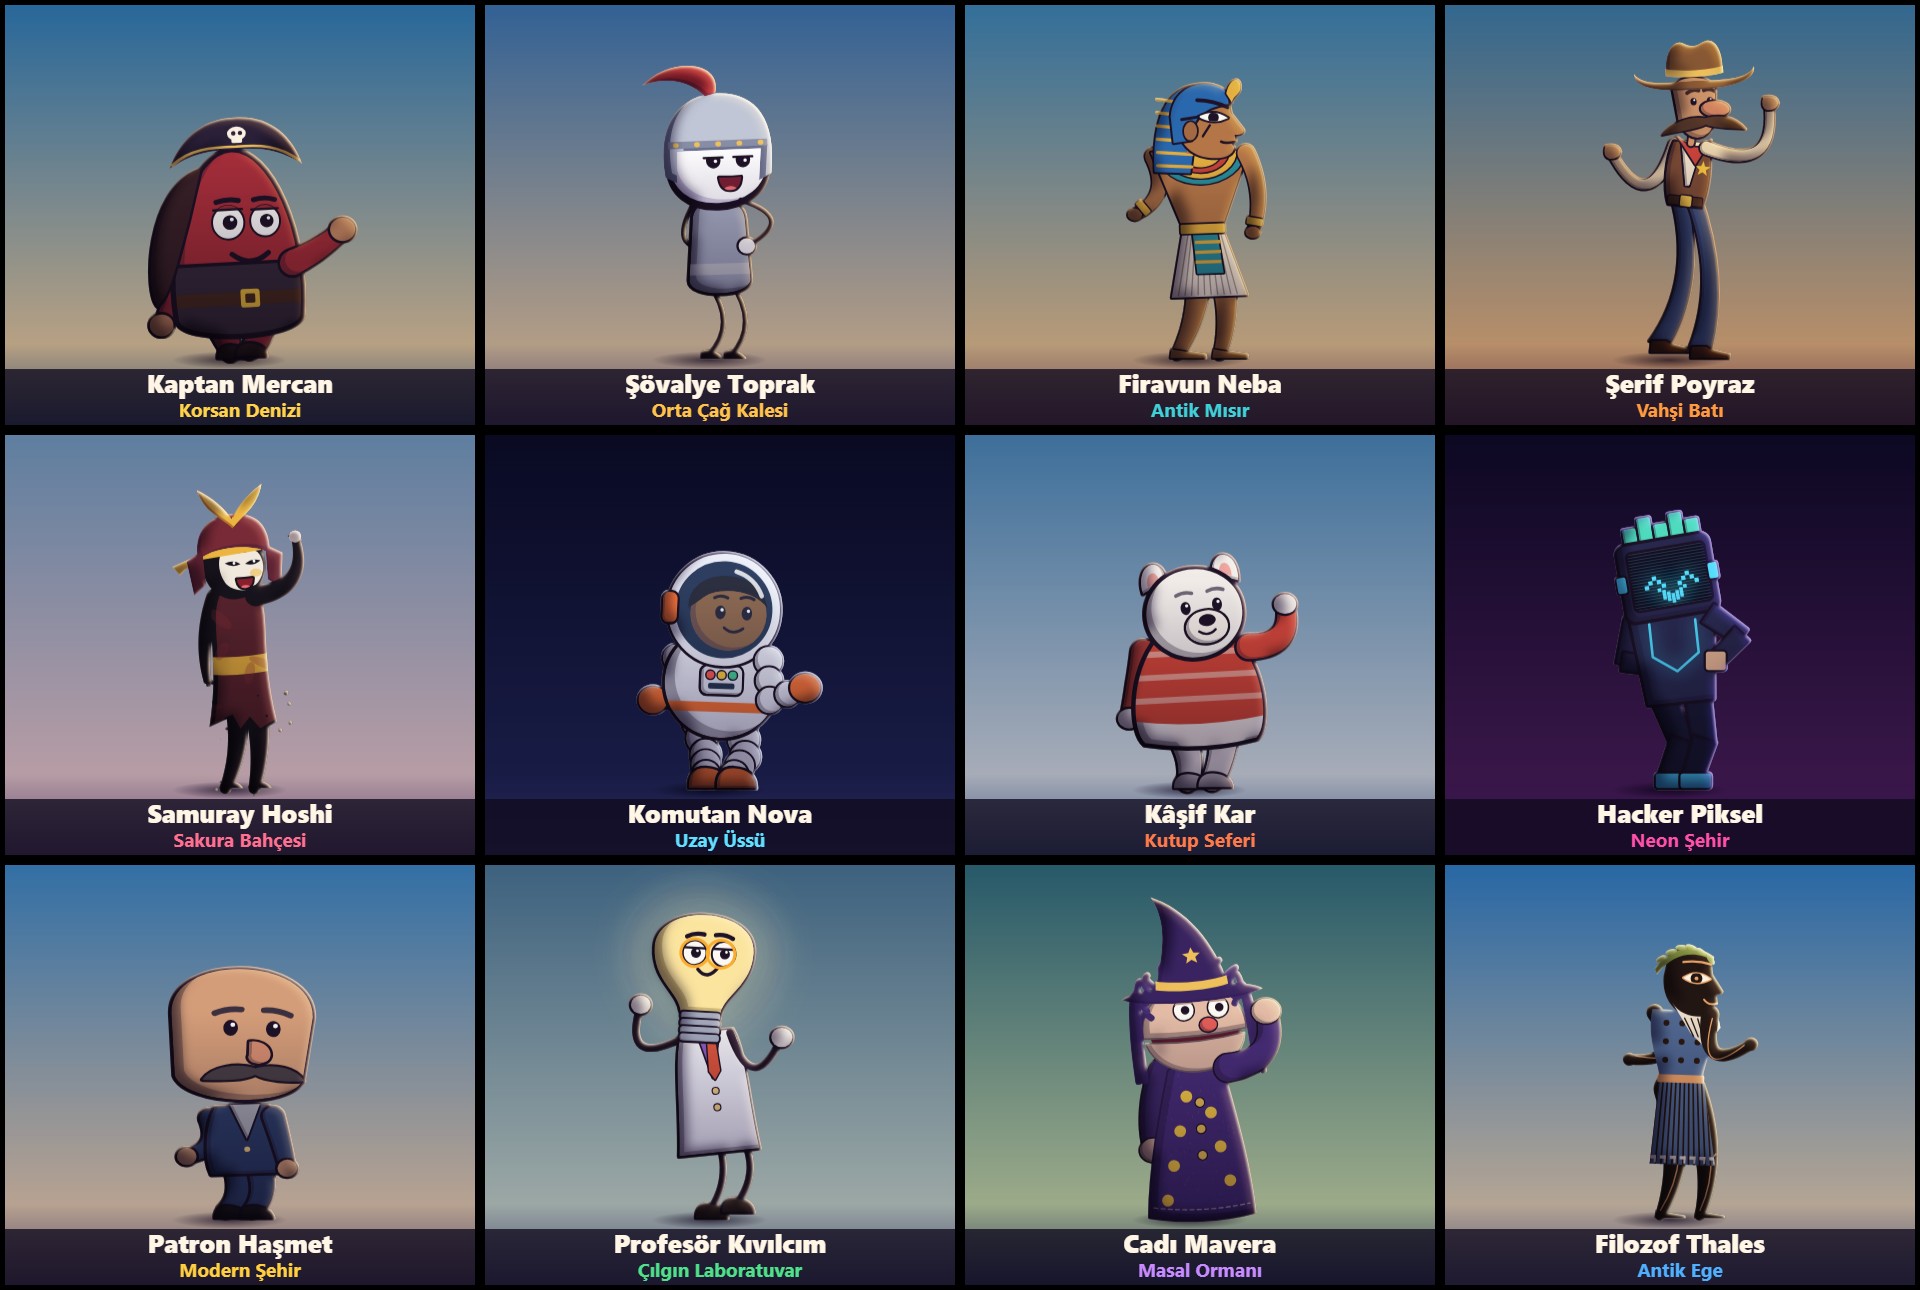 Kaptan Mercan
Korsan Denizi
Şövalye Toprak
Orta Çağ Kalesi
Firavun Neba
Antik Mısır
Şerif Poyraz
Vahşi Batı
Samuray Hoshi
Sakura Bahçesi
Komutan Nova
Uzay Üssü
Kâşif Kar
Kutup Seferi
Hacker Piksel
Neon Şehir
Patron Haşmet
Modern Şehir
Profesör Kıvılcım
Çılgın Laboratuvar
Cadı Mavera
Masal Ormanı
Filozof Thales
Antik Ege